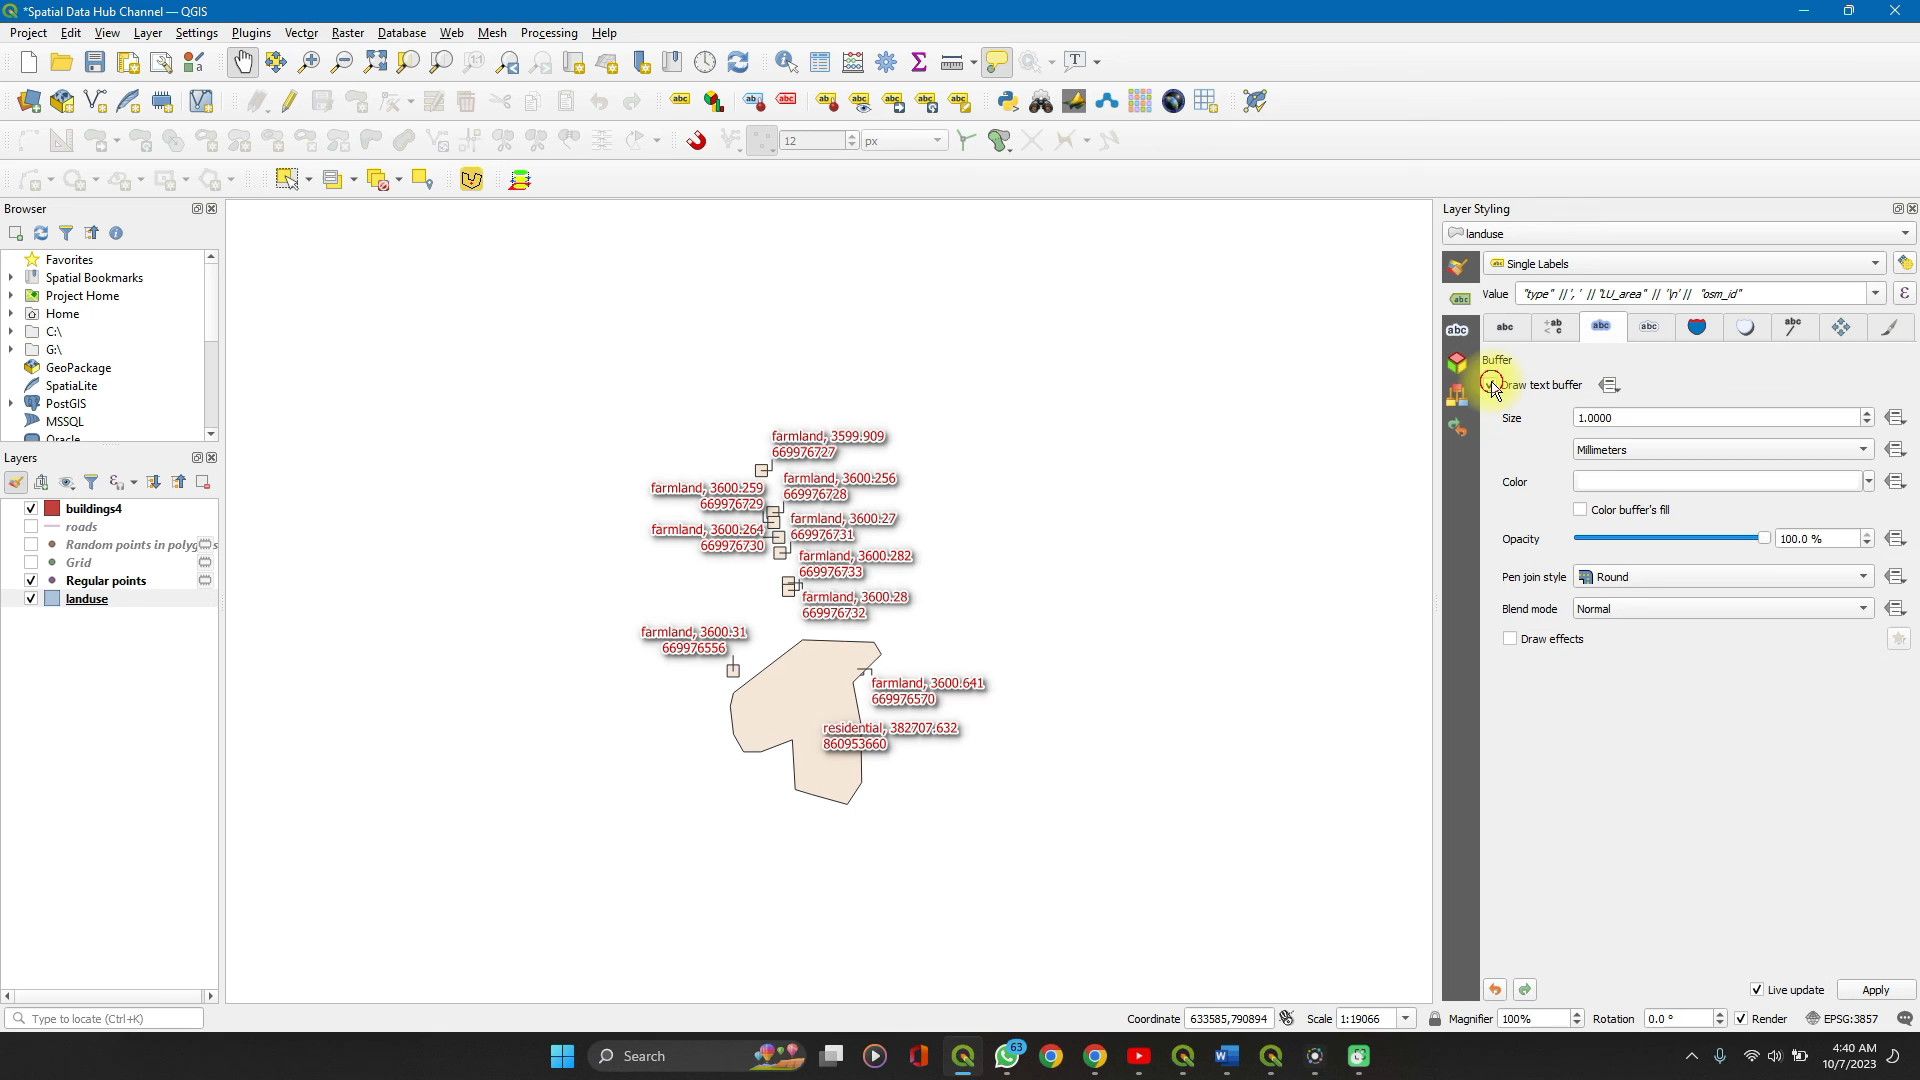 *Spatial Data Hub Channel — QGIS
Project Edit View Layer Settings Plugins Vector Raster Database Web Mesh Processing Help
12 px
Browser
Favorites
Spatial Bookmarks
Project Home
Home
C:\
G:\
GeoPackage
SpatiaLite
PostGIS
MSSQL
Oracle
Layers
buildings4
roads
Random points in polyg
Grid
Regular points
landuse
Type to locate (Ctrl+K)
farmland, 3599.909
669976727
farmland, 3600.256
669976728
farmland, 3600.259
669976729
farmland, 3600.27
669976731
farmland, 3600.264
669976730
farmland, 3600.282
669976733
farmland, 3600.28
669976732
farmland, 3600.31
669976556
farmland, 3600.641
669976570
residential, 382707.632
860953660
Layer Styling
landuse
Single Labels
Value "type" || ', ' || "LU_area" || '\n' || "osm_id"
Buffer
Draw text buffer
Size 1.0000
Millimeters
Color
Color buffer's fill
Opacity 100.0 %
Pen join style Round
Blend mode Normal
Draw effects
Live update Apply
Coordinate 633585,790894 Scale 1:19066 Magnifier 100% Rotation 0.0 ° Render EPSG:3857
Search
63
4:40 AM
10/7/2023